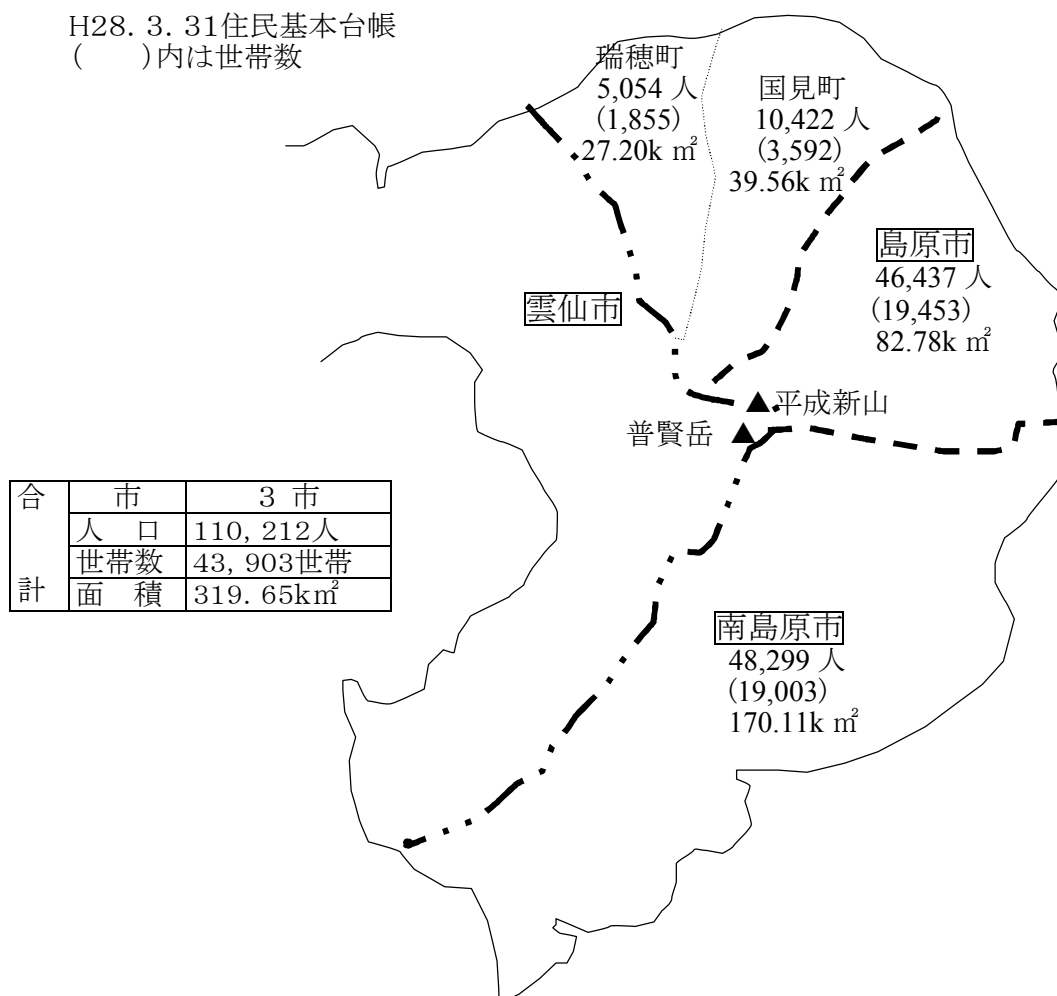 H28. 3. 31住民基本台帳
(　　)内は世帯数
瑞穂町
5,054 人
(1,855)
27.20k ㎡
国見町
10,422 人
(3,592)
39.56k ㎡
島原市
46,437 人
(19,453)
82.78k ㎡
雲仙市
▲平成新山
普賢岳 ▲
合計
市 3 市
人　口 110, 212人
世帯数 43, 903世帯
面　積 319. 65km²
南島原市
48,299 人
(19,003)
170.11k ㎡